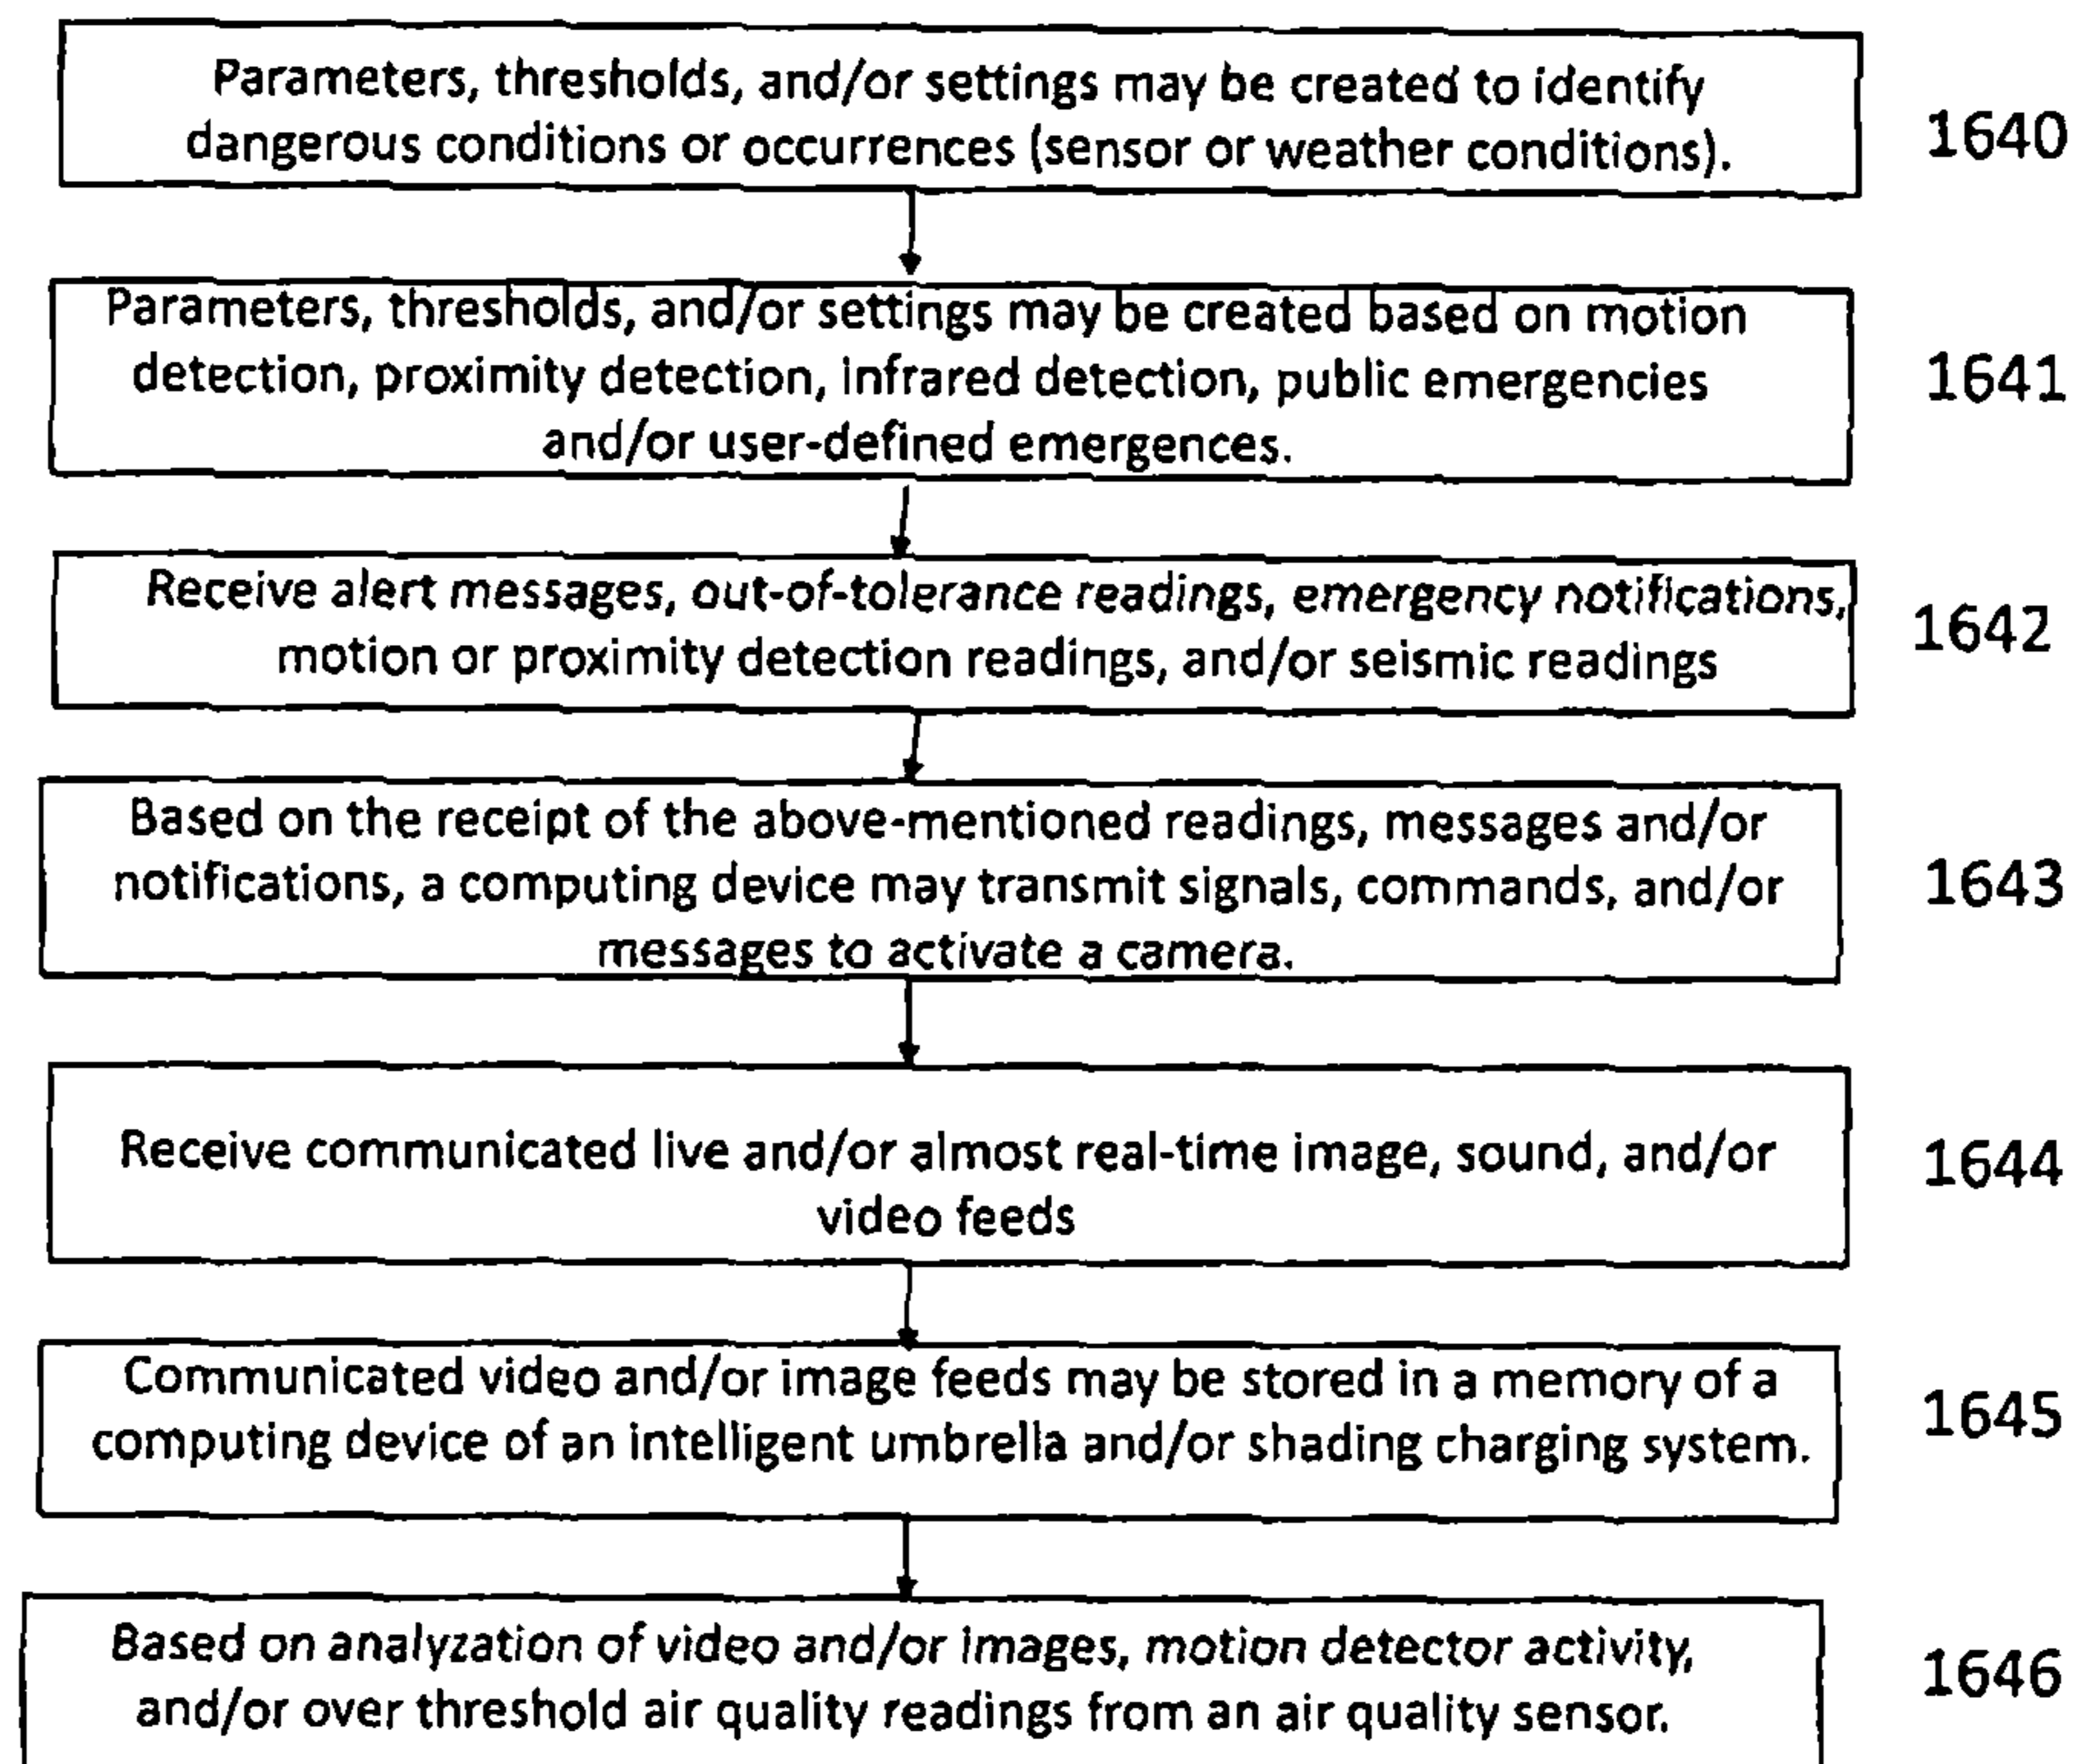 Parameters, thresholds, and/or settings may be created to identify
dangerous conditions or occurrences (sensor or weather conditions).
1640
Parameters, thresholds, and/or settings may be created based on motion
detection, proximity detection, infrared detection, public emergencies
and/or user-defined emergences.
1641
Receive alert messages, out-of-tolerance readings, emergency notifications,
motion or proximity detection readings, and/or seismic readings
1642
Based on the receipt of the above-mentioned readings, messages and/or
notifications, a computing device may transmit signals, commands, and/or
messages to activate a camera.
1643
Receive communicated live and/or almost real-time image, sound, and/or
video feeds
1644
Communicated video and/or image feeds may be stored in a memory of a
computing device of an intelligent umbrella and/or shading charging system.
1645
Based on analyzation of video and/or images, motion detector activity,
and/or over threshold air quality readings from an air quality sensor.
1646